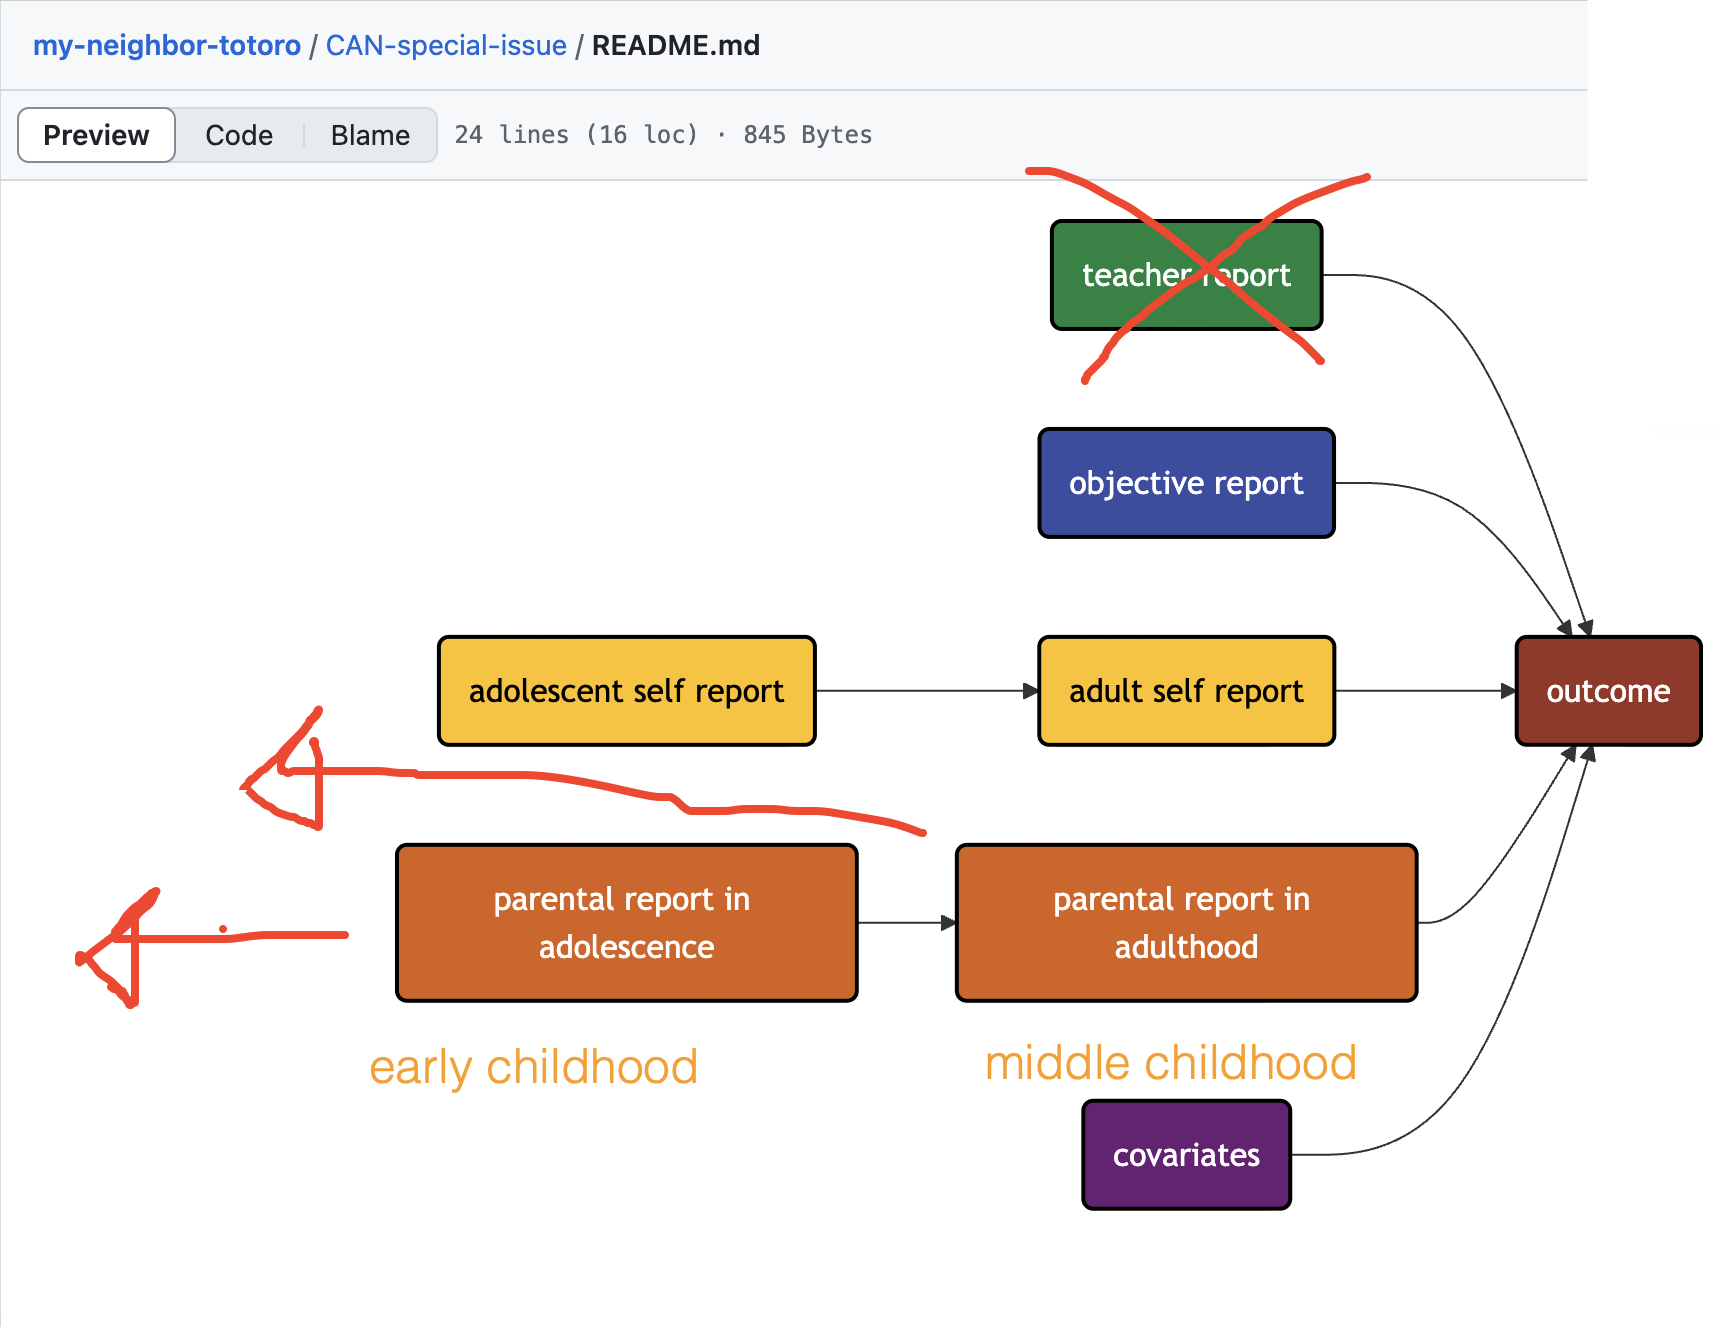 my-neighbor-totoro / CAN-special-issue / README.md
Preview Code Blame 24 lines (16 loc) · 845 Bytes
teacher report
objective report
adolescent self report
adult self report
outcome
parental report in
adolescence
parental report in
adulthood
early childhood
middle childhood
covariates